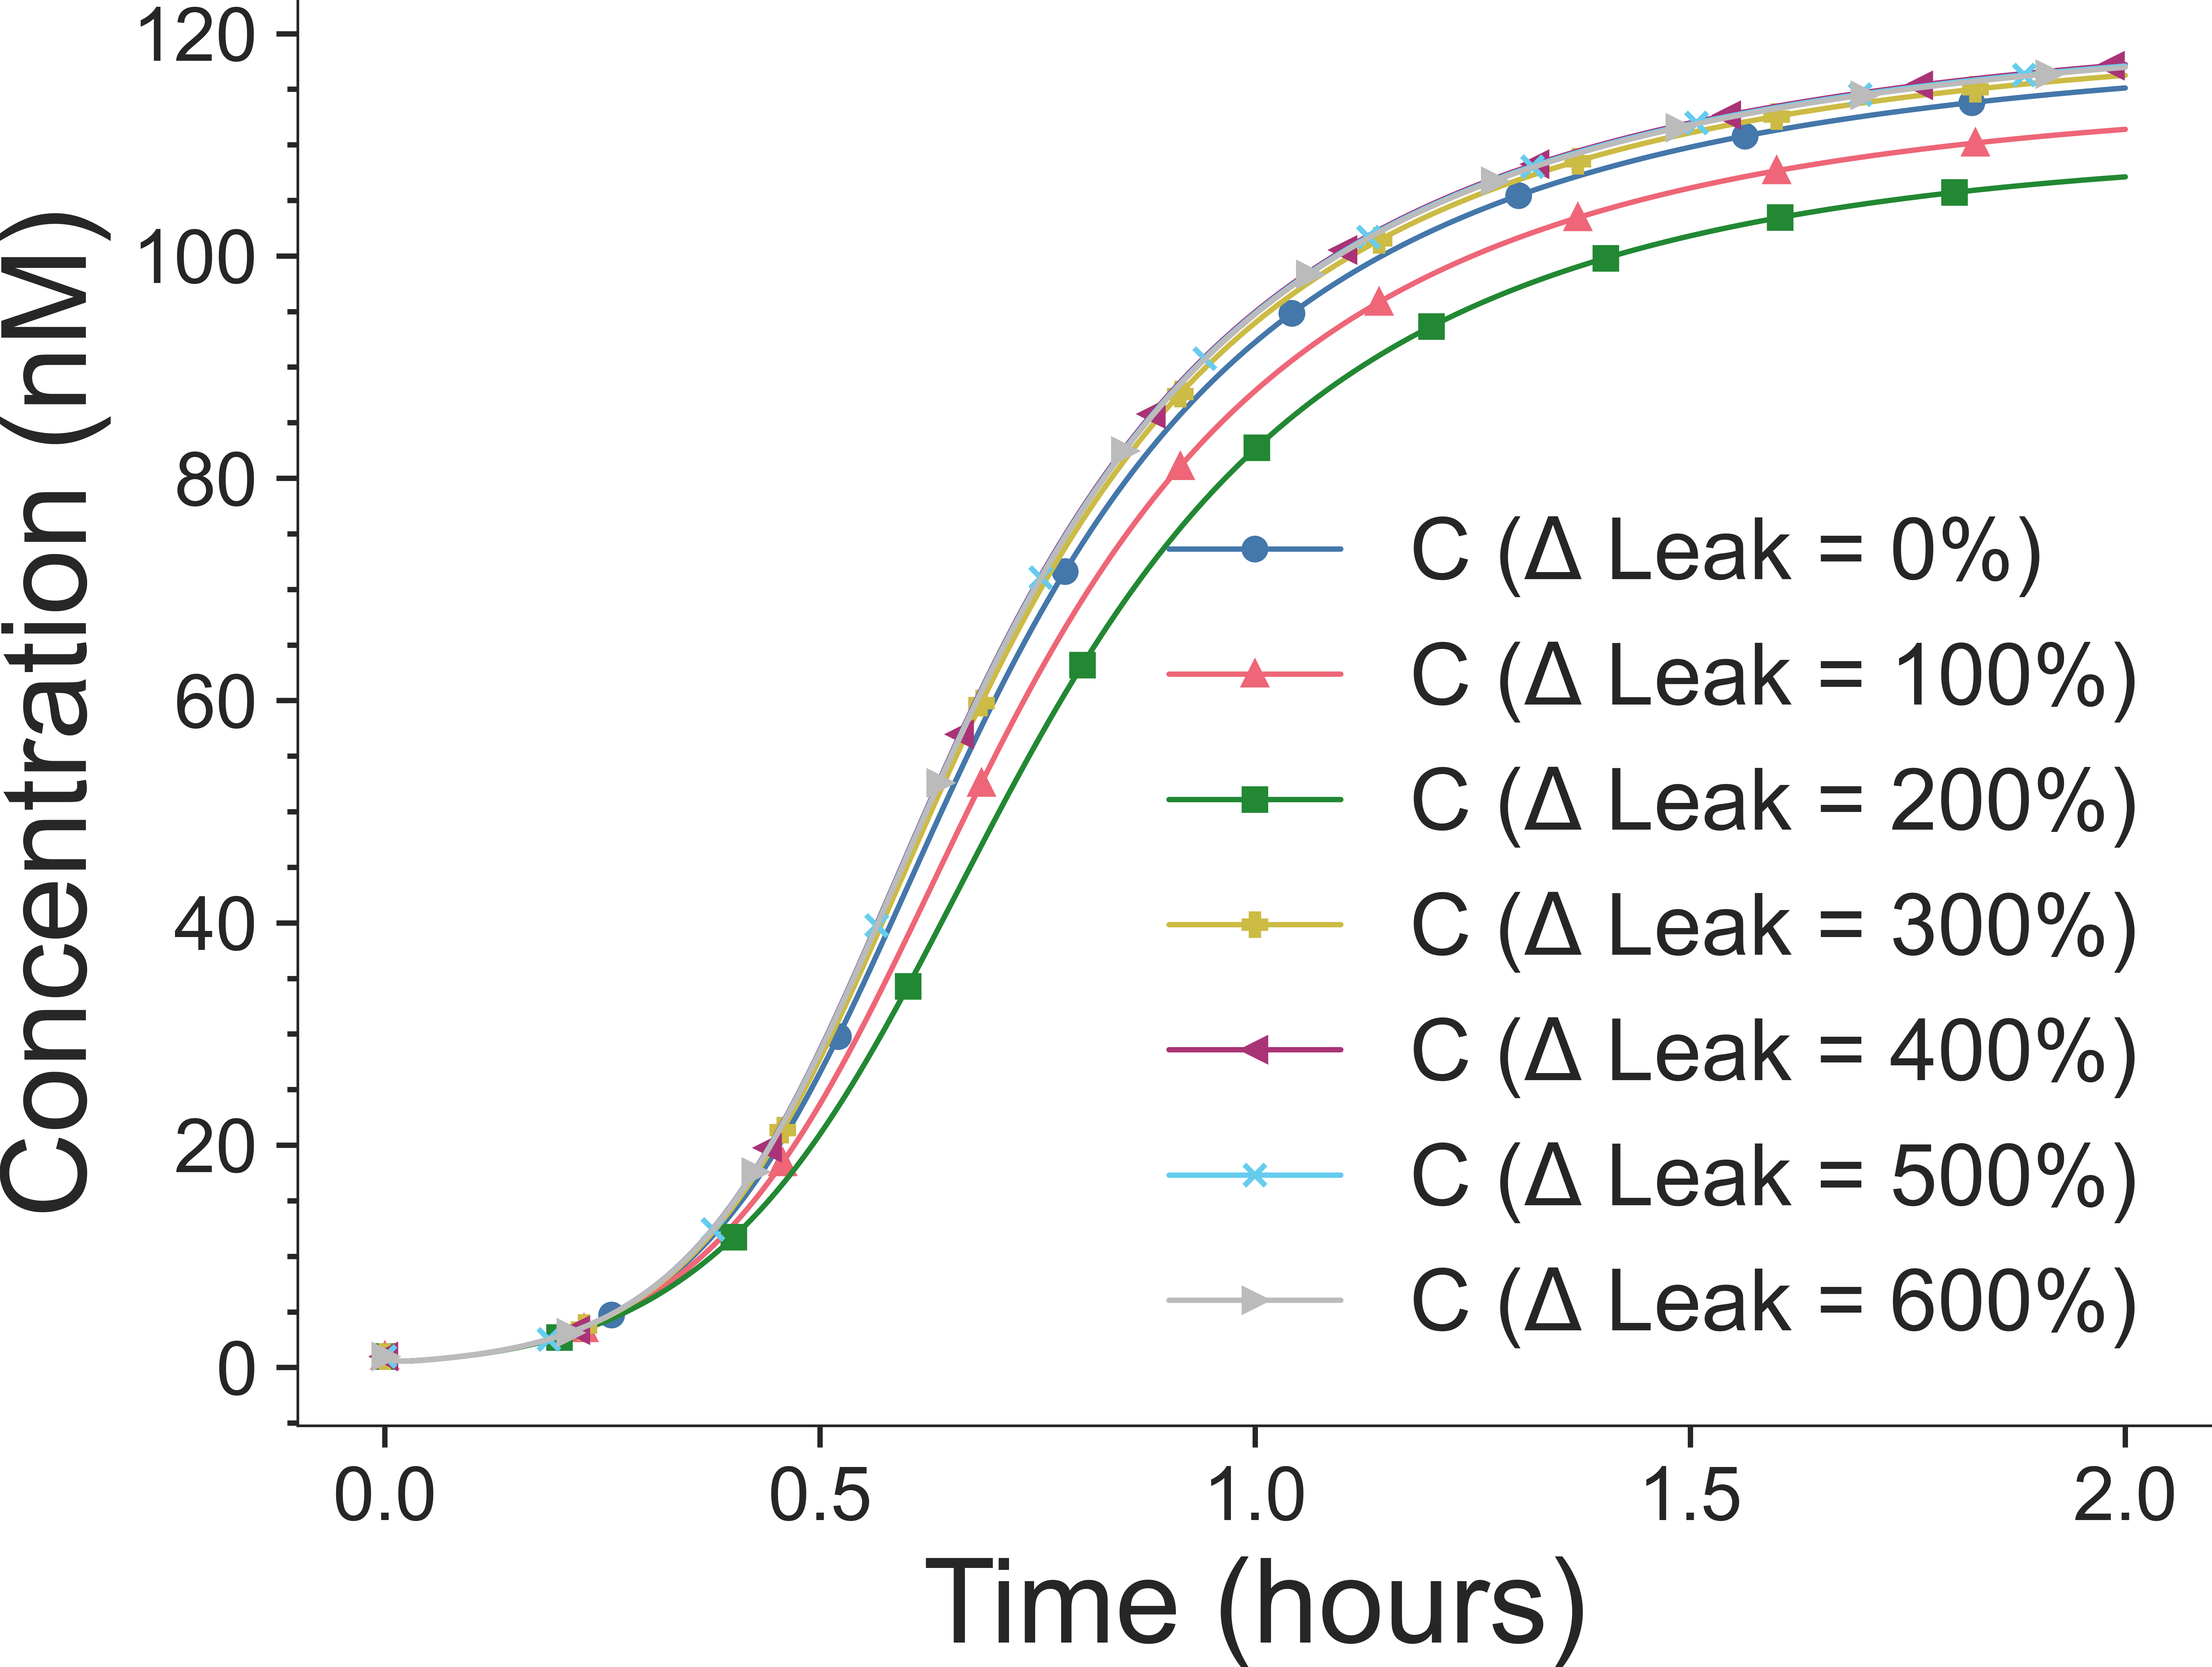 Concentration (nM)
120
100
80
60
40
20
0
C (Δ Leak = 0%)
C (Δ Leak = 100%)
C (Δ Leak = 200%)
C (Δ Leak = 300%)
C (Δ Leak = 400%)
C (Δ Leak = 500%)
C (Δ Leak = 600%)
0.0 0.5 1.0 1.5 2.0
Time (hours)